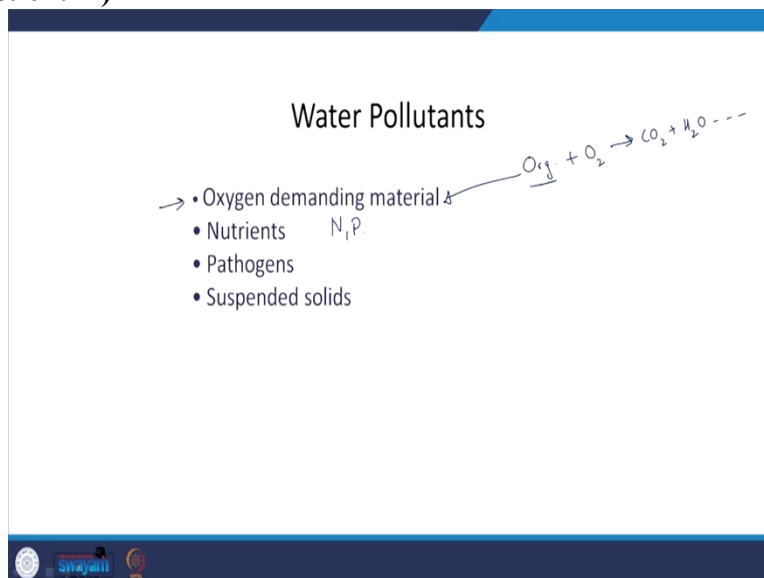 Water Pollutants
Org. + O₂ → CO₂ + H₂O ---
→ • Oxygen demanding materials
• Nutrients N, P.
• Pathogens
• Suspended solids
swayam